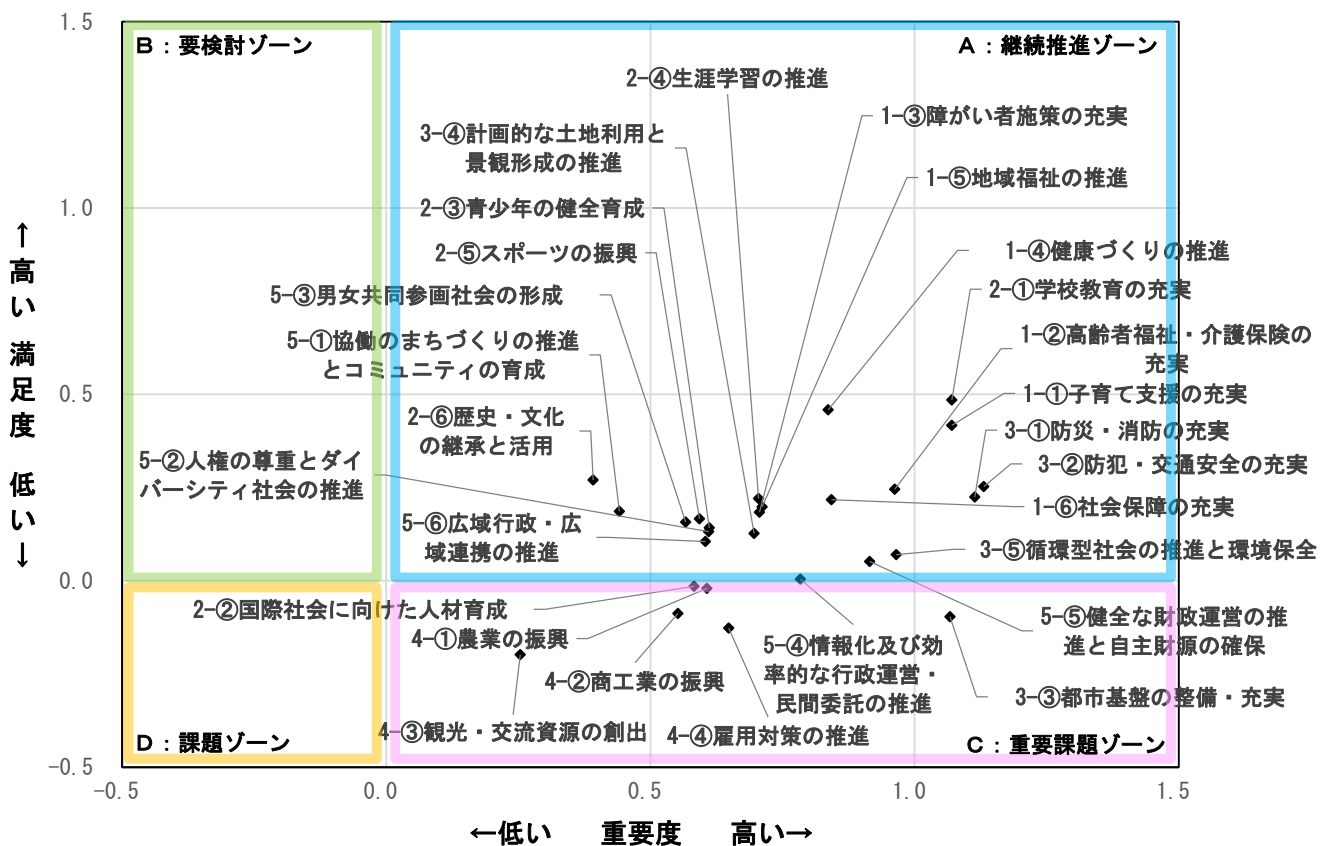 1.5
B：要検討ゾーン
A：継続推進ゾーン
2-④生涯学習の推進
1-③障がい者施策の充実
3-④計画的な土地利用と
景観形成の推進
1-⑤地域福祉の推進
1.0
2-③青少年の健全育成
2-⑤スポーツの振興
1-④健康づくりの推進
5-③男女共同参画社会の形成
2-①学校教育の充実
5-①協働のまちづくりの推進
とコミュニティの育成
1-②高齢者福祉・介護保険の
充実
0.5
1-①子育て支援の充実
2-⑥歴史・文化
の継承と活用
3-①防災・消防の充実
5-②人権の尊重とダイ
バーシティ社会の推進
3-②防犯・交通安全の充実
1-⑥社会保障の充実
5-⑥広域行政・広
域連携の推進
3-⑤循環型社会の推進と環境保全
0.0
2-②国際社会に向けた人材育成
5-⑤健全な財政運営の推
進と自主財源の確保
4-①農業の振興
5-④情報化及び効
率的な行政運営・
民間委託の推進
4-②商工業の振興
3-③都市基盤の整備・充実
4-③観光・交流資源の創出
4-④雇用対策の推進
D：課題ゾーン
C：重要課題ゾーン
-0.5
-0.5 0.0 0.5 1.0 1.5
←低い 重要度 高い→
↑高い 満足度 低い↓